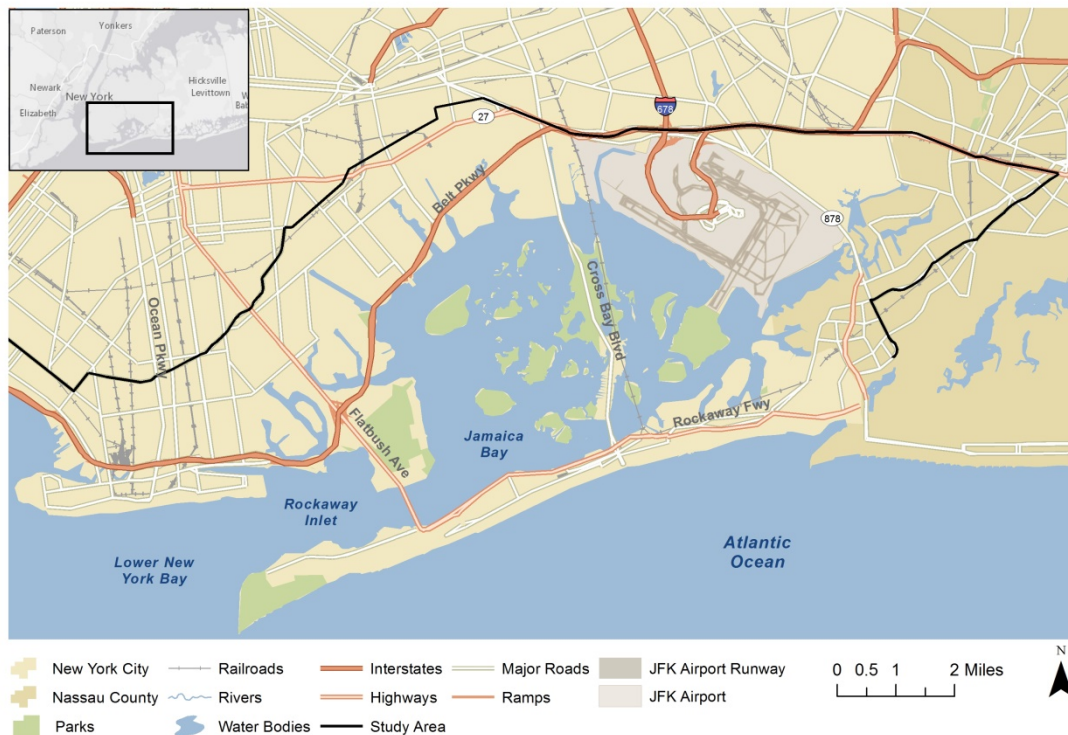 Paterson
Yonkers
Newark
New York
Hicksville
Levittown
Elizabeth
27
678
Belt Pkwy
878
Cross Bay Blvd
Ocean Pkwy
Flatbush Ave
Jamaica
Bay
Rockaway Fwy
Rockaway
Inlet
Lower New
York Bay
Atlantic
Ocean
New York City
Railroads
Interstates
Major Roads
JFK Airport Runway
0 0.5 1 2 Miles
N
Nassau County
Rivers
Highways
Ramps
JFK Airport
Parks
Water Bodies
Study Area